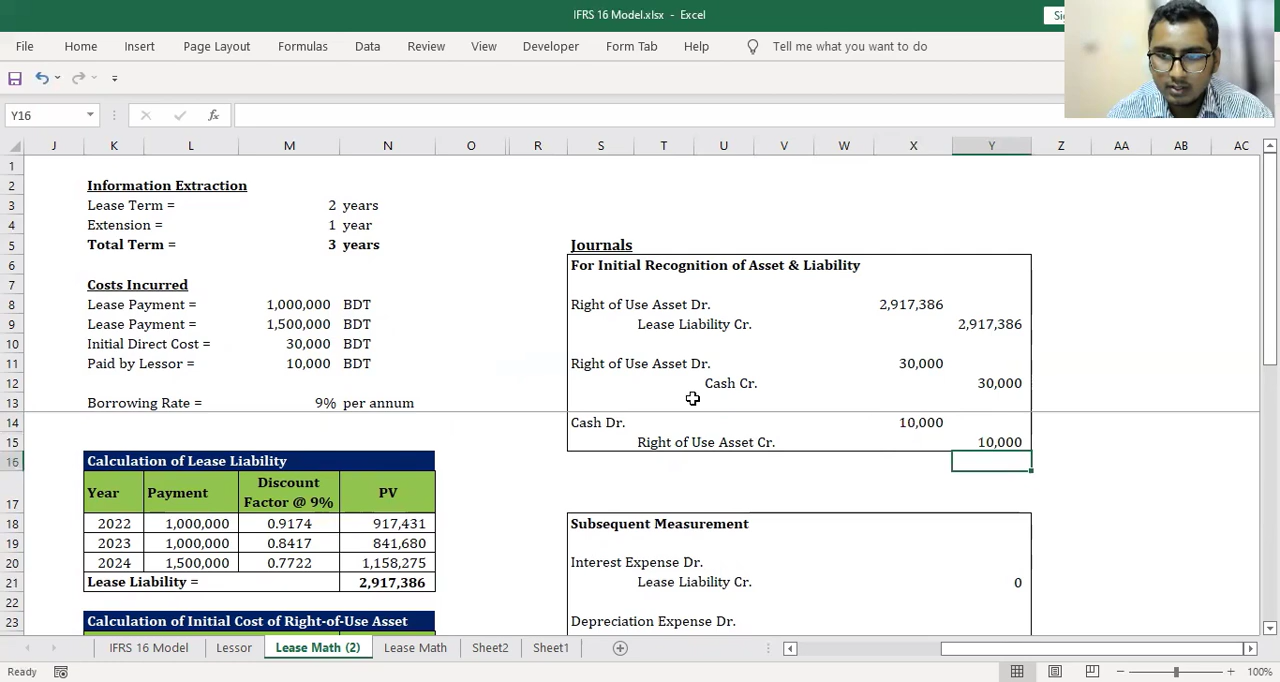 IFRS 16 Model.xlsx - Excel
File Home Insert Page Layout Formulas Data Review View Developer Form Tab Help Tell me what you want to do
Y16 fx
J K L M N O R S T U V W X Y Z AA AB AC
1
2 Information Extraction
3 Lease Term = 2 years
4 Extension = 1 year
5 Total Term = 3 years Journals
6 For Initial Recognition of Asset & Liability
7 Costs Incurred
8 Lease Payment = 1,000,000 BDT Right of Use Asset Dr. 2,917,386
9 Lease Payment = 1,500,000 BDT Lease Liability Cr. 2,917,386
10 Initial Direct Cost = 30,000 BDT
11 Paid by Lessor = 10,000 BDT Right of Use Asset Dr. 30,000
12 Cash Cr. 30,000
13 Borrowing Rate = 9% per annum
14 Cash Dr. 10,000
15 Right of Use Asset Cr. 10,000
16 Calculation of Lease Liability
17 Year Payment Discount Factor @ 9% PV
18 2022 1,000,000 0.9174 917,431 Subsequent Measurement
19 2023 1,000,000 0.8417 841,680
20 2024 1,500,000 0.7722 1,158,275 Interest Expense Dr.
21 Lease Liability = 2,917,386 Lease Liability Cr. 0
22
23 Calculation of Initial Cost of Right-of-Use Asset Depreciation Expense Dr.
IFRS 16 Model Lessor Lease Math (2) Lease Math Sheet2 Sheet1
Ready 100%